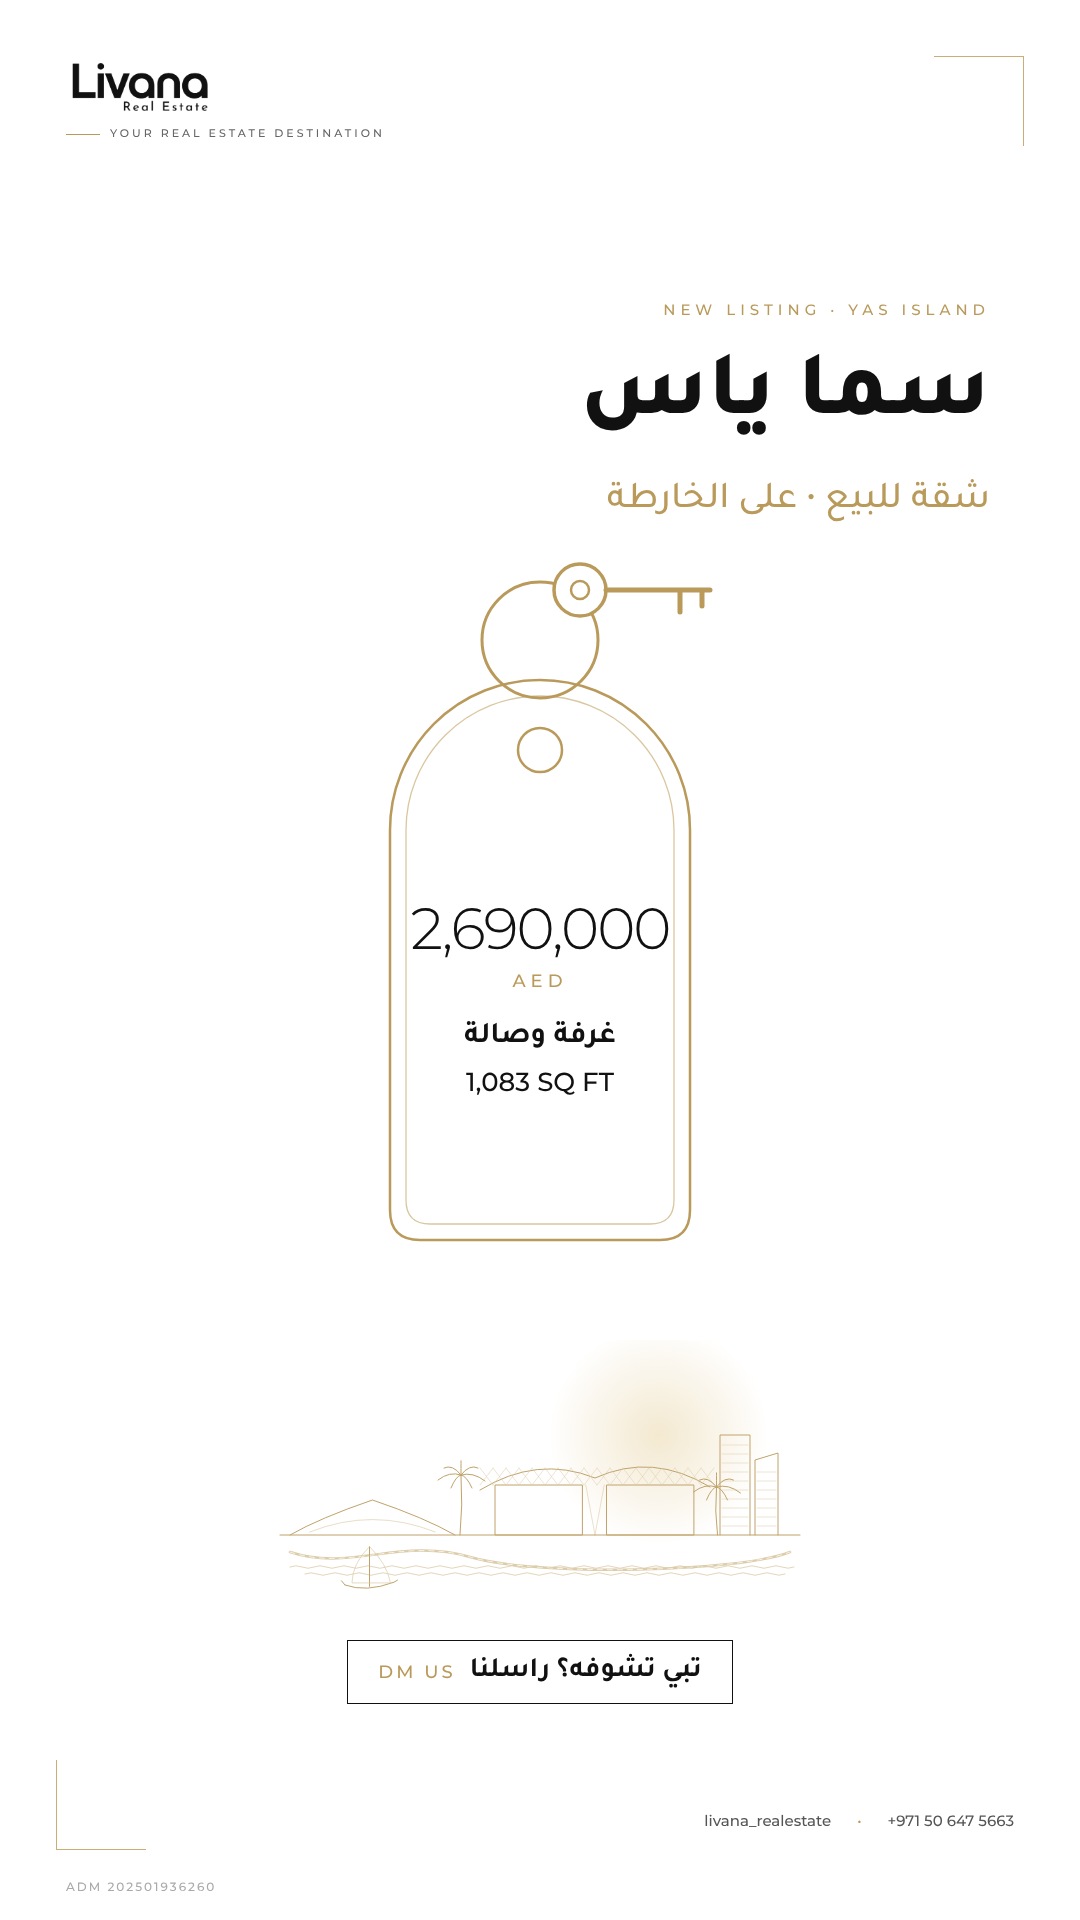 Livana
Real Estate
YOUR REAL ESTATE DESTINATION
NEW LISTING · YAS ISLAND
سما ياس
شقة للبيع · على الخارطة
2,690,000
AED
غرفة وصالة
1,083 SQ FT
تبي تشوفه؟ راسلنا DM US
livana_realestate · +971 50 647 5663
ADM 202501936260